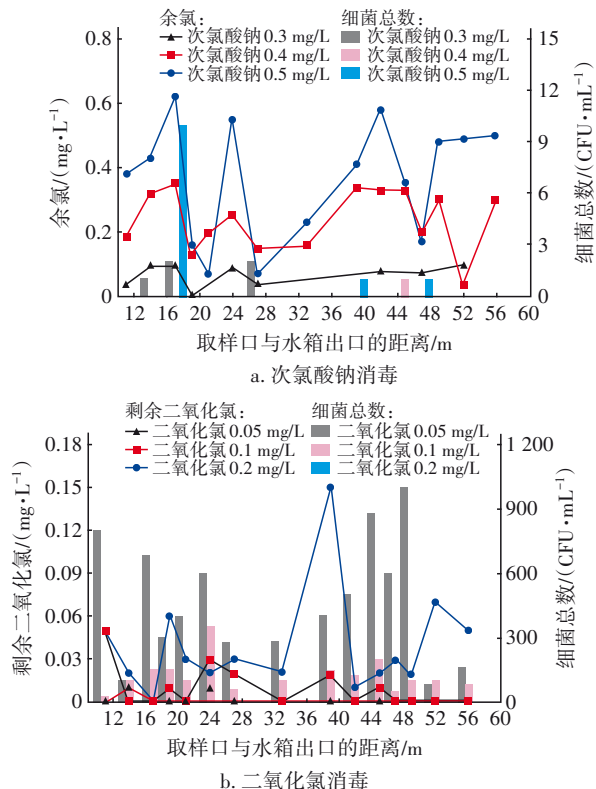 余氯： 细菌总数：
次氯酸钠0.3 mg/L 次氯酸钠0.3 mg/L
次氯酸钠0.4 mg/L 次氯酸钠0.4 mg/L
次氯酸钠0.5 mg/L 次氯酸钠0.5 mg/L
余氯/(mg·L⁻¹)
0.8
0.6
0.4
0.2
0
15
12
9
6
3
0
细菌总数/(CFU·mL⁻¹)
12 16 20 24 28 32 36 40 44 48 52 56 60
取样口与水箱出口的距离/m
a. 次氯酸钠消毒
剩余二氧化氯： 细菌总数：
二氧化氯0.05 mg/L 二氧化氯0.05 mg/L
二氧化氯0.1 mg/L 二氧化氯0.1 mg/L
二氧化氯0.2 mg/L 二氧化氯0.2 mg/L
剩余二氧化氯/(mg·L⁻¹)
0.18
0.15
0.12
0.09
0.06
0.03
0
1 200
900
600
300
0
细菌总数/(CFU·mL⁻¹)
12 16 20 24 28 32 36 40 44 48 52 56 60
取样口与水箱出口的距离/m
b. 二氧化氯消毒